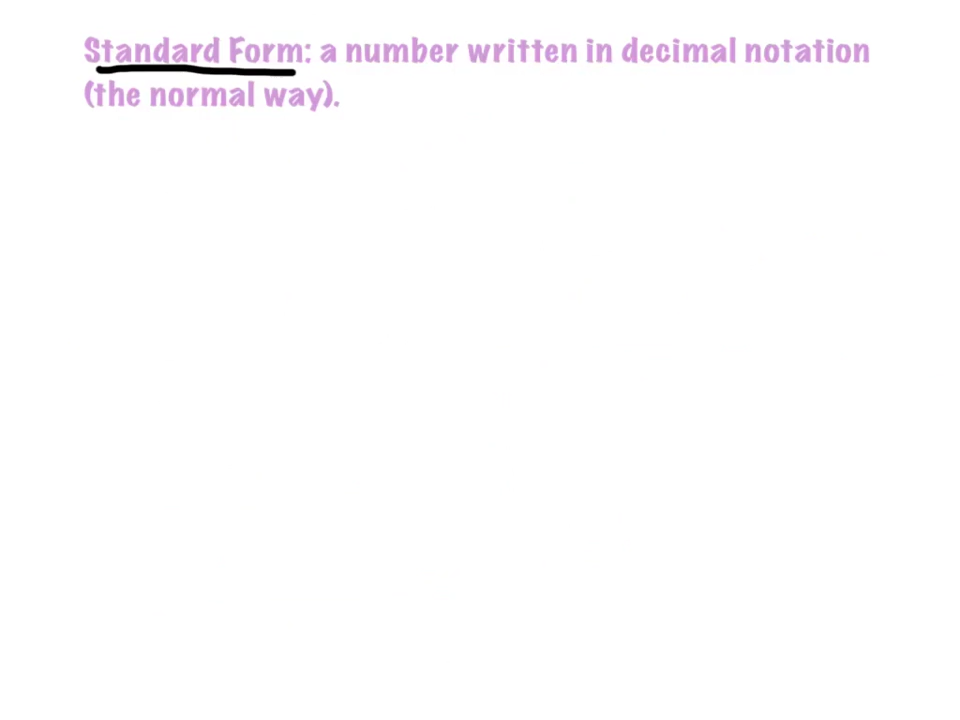 Standard Form: a number written in decimal notation
(the normal way).